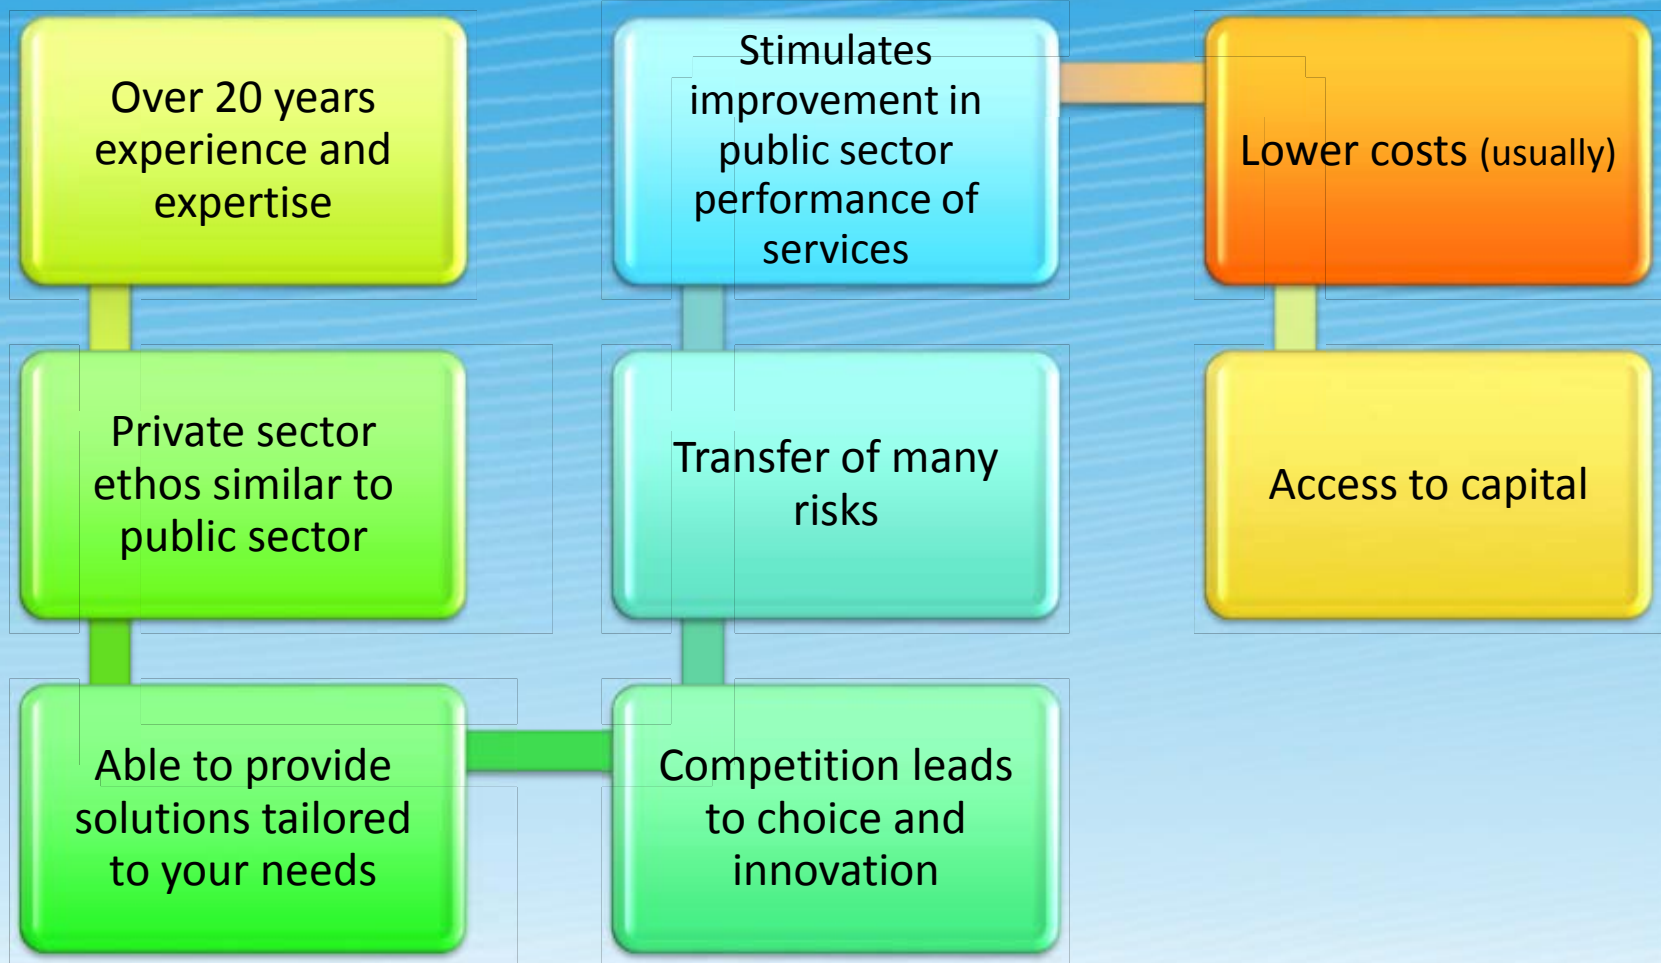 Over 20 years
experience and
expertise
Private sector
ethos similar to
public sector
Able to provide
solutions tailored
to your needs
Competition leads
to choice and
innovation
Transfer of many
risks
Stimulates
improvement in
public sector
performance of
services
Lower costs (usually)
Access to capital